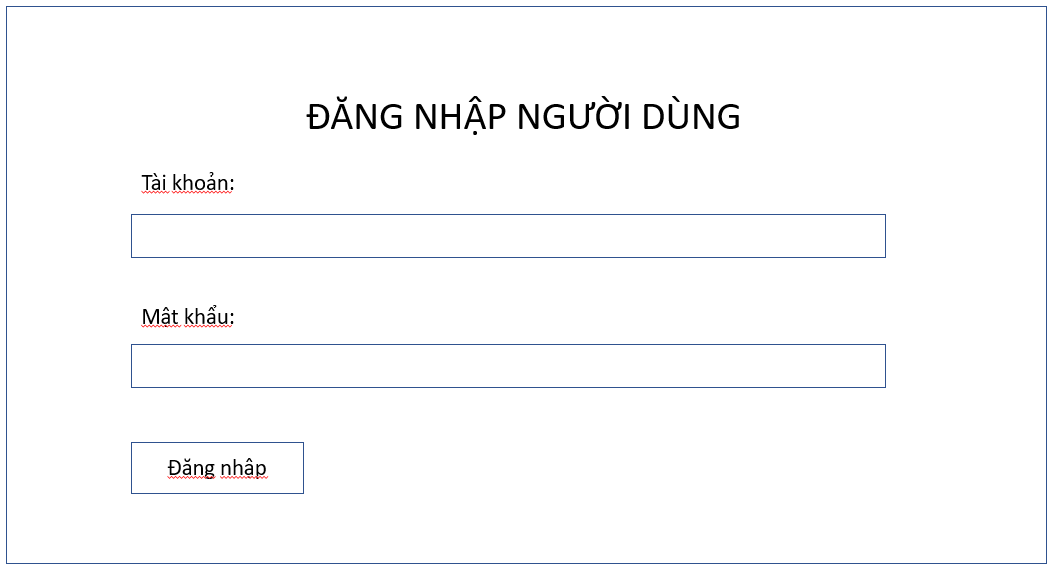 ĐĂNG NHẬP NGƯỜI DÙNG
Tài khoản:
Mật khẩu:
Đăng nhập